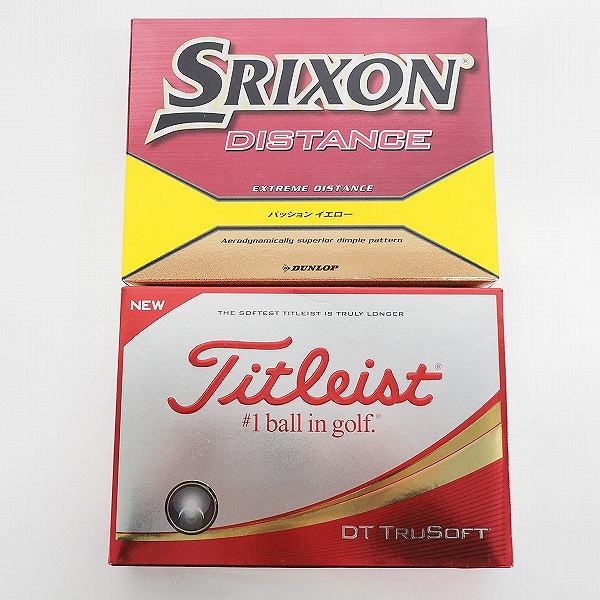 SRIXON®
DISTANCE
EXTREME DISTANCE
パッション イエロー
Aerodynamically superior dimple pattern
DUNLOP
NEW
THE SOFTEST TITLEIST IS TRULY LONGER
Titleist®
#1 ball in golf.®
DT TRUSOFT